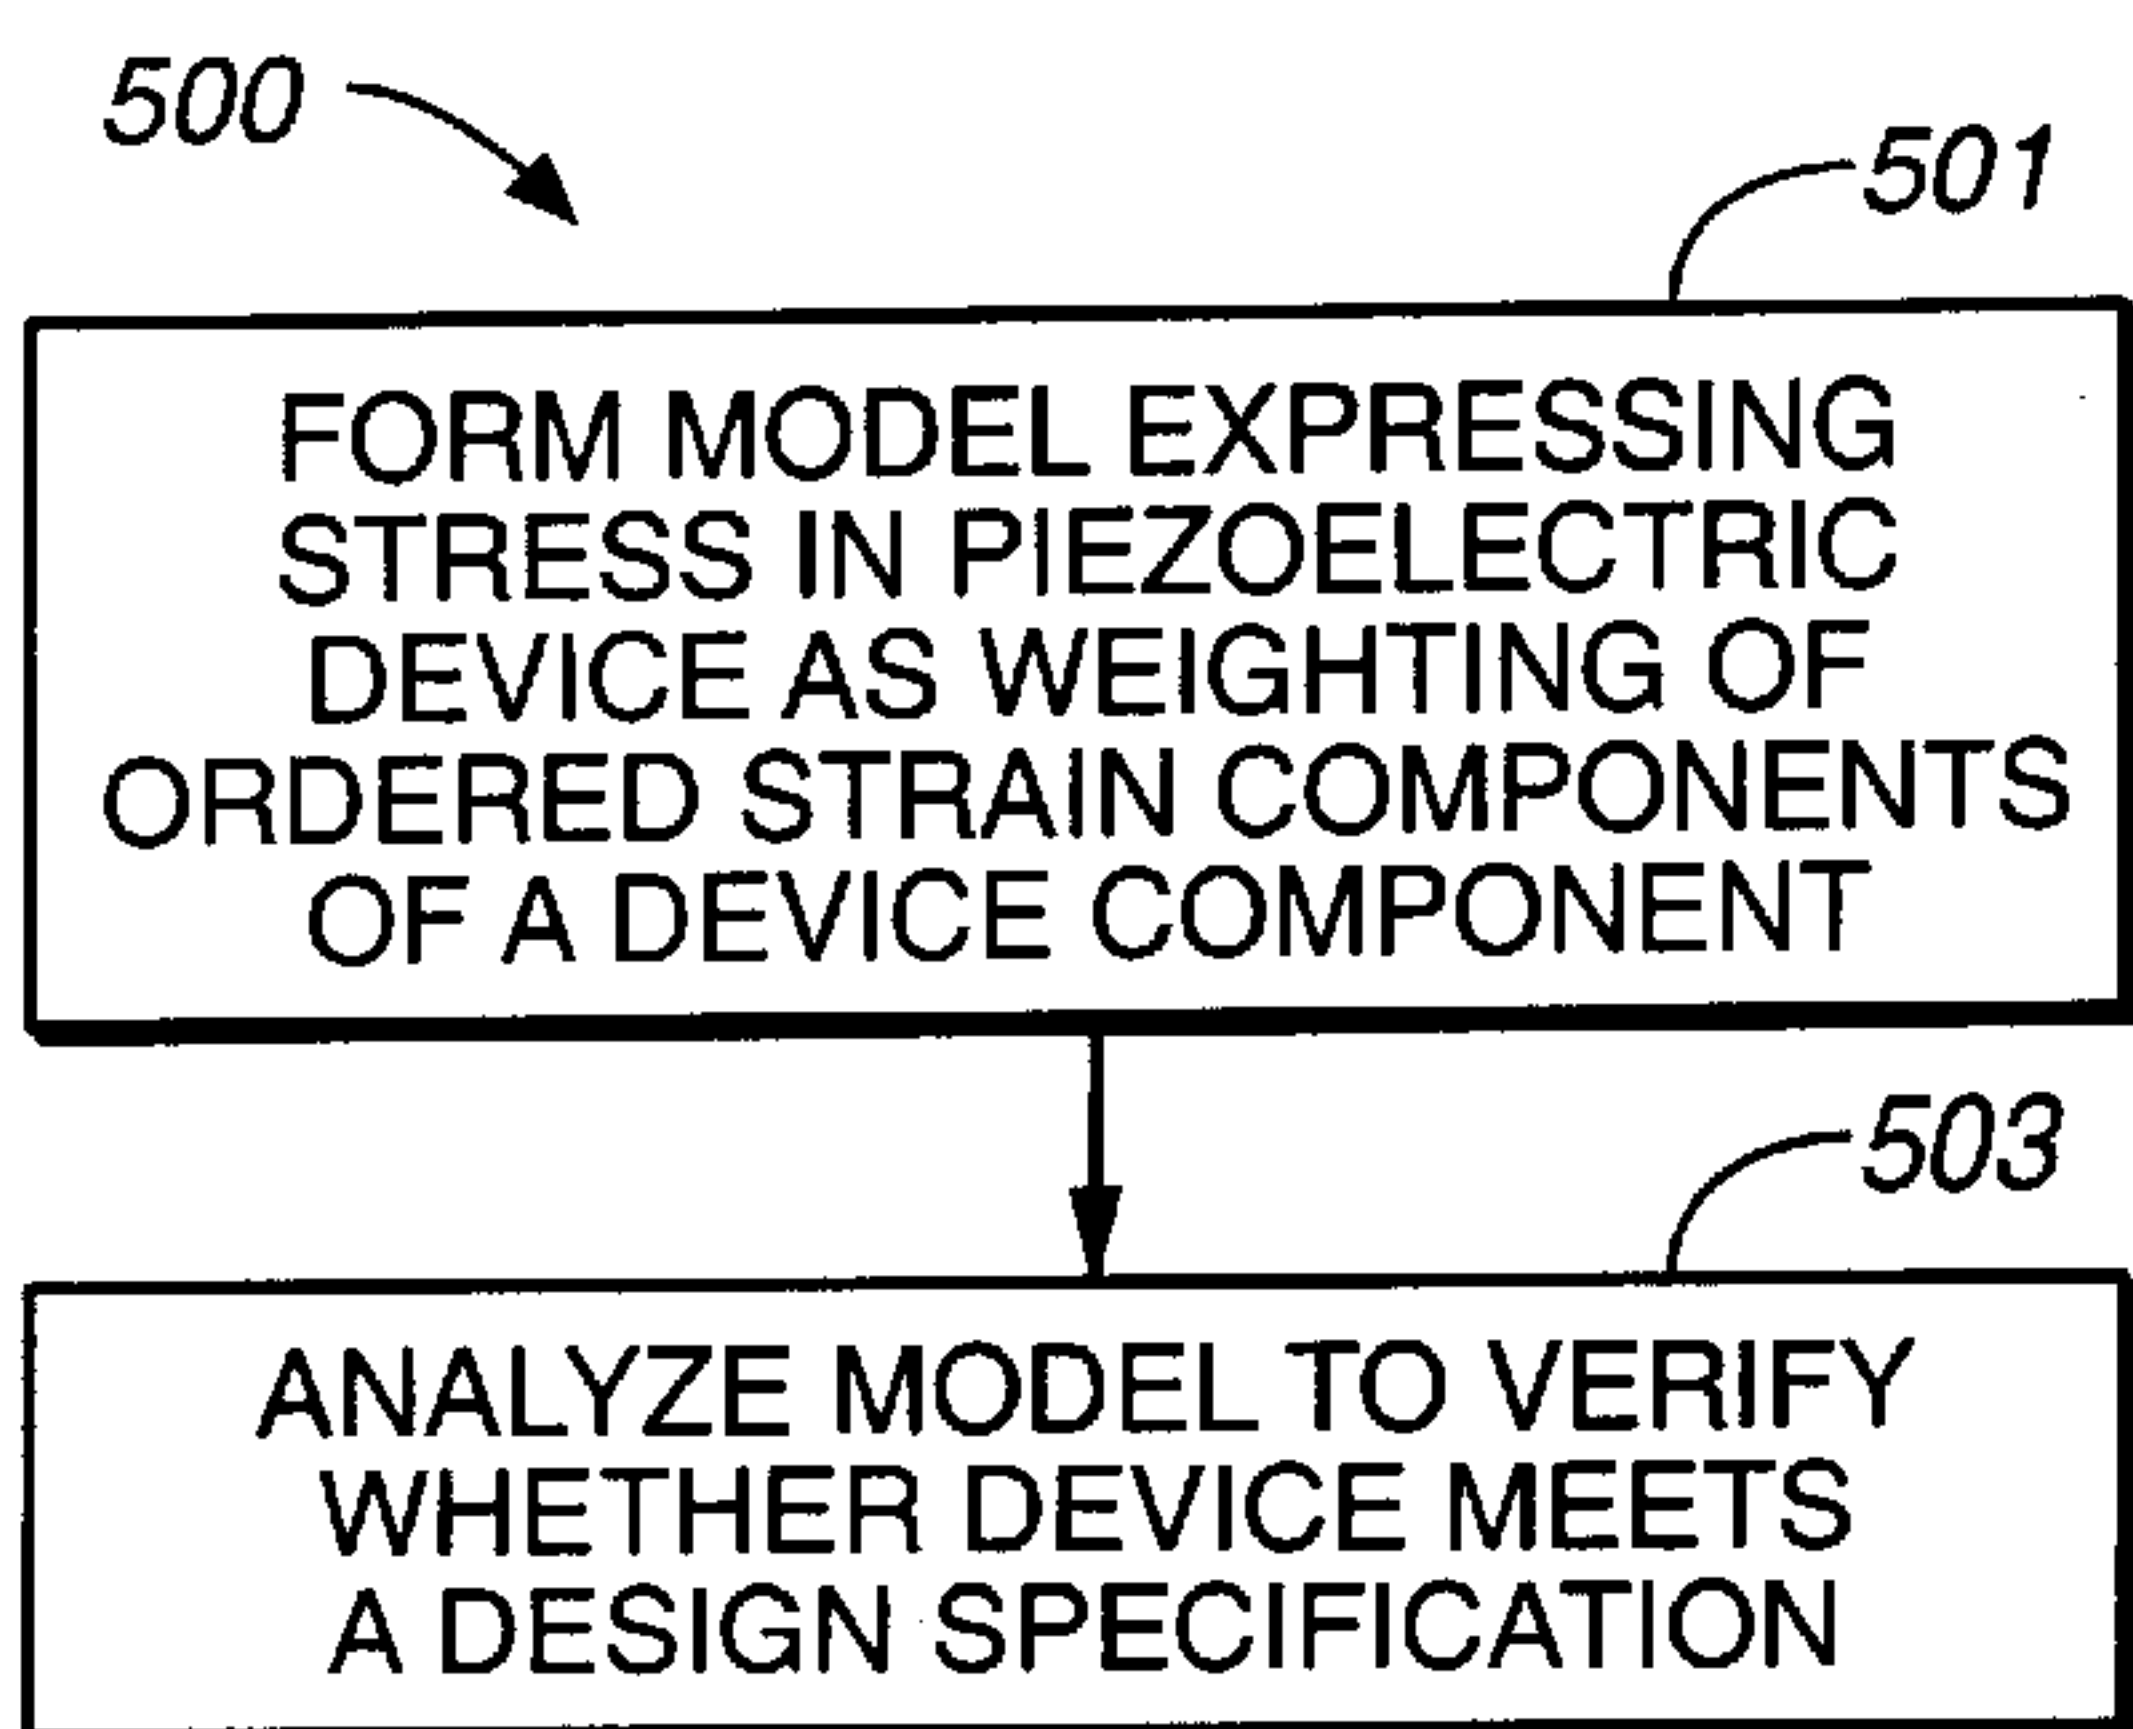 500
501
FORM MODEL EXPRESSING
STRESS IN PIEZOELECTRIC
DEVICE AS WEIGHTING OF
ORDERED STRAIN COMPONENTS
OF A DEVICE COMPONENT
503
ANALYZE MODEL TO VERIFY
WHETHER DEVICE MEETS
A DESIGN SPECIFICATION